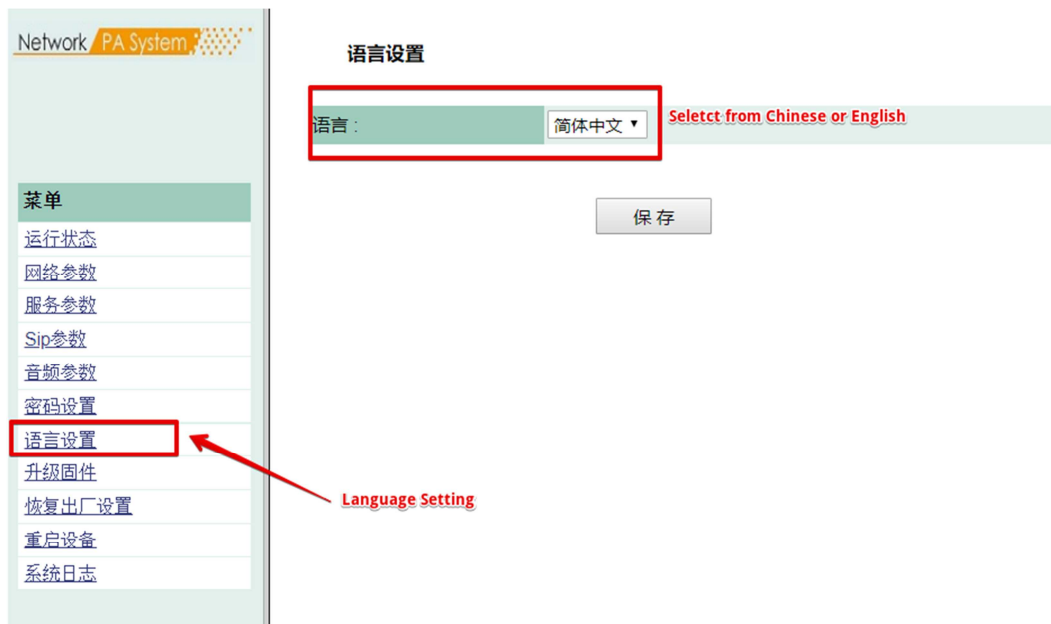 Network PA System
语言设置
语言 :
简体中文
Seletct from Chinese or English
保 存
菜单
运行状态
网络参数
服务参数
Sip参数
音频参数
密码设置
语言设置
升级固件
恢复出厂设置
重启设备
系统日志
Language Setting